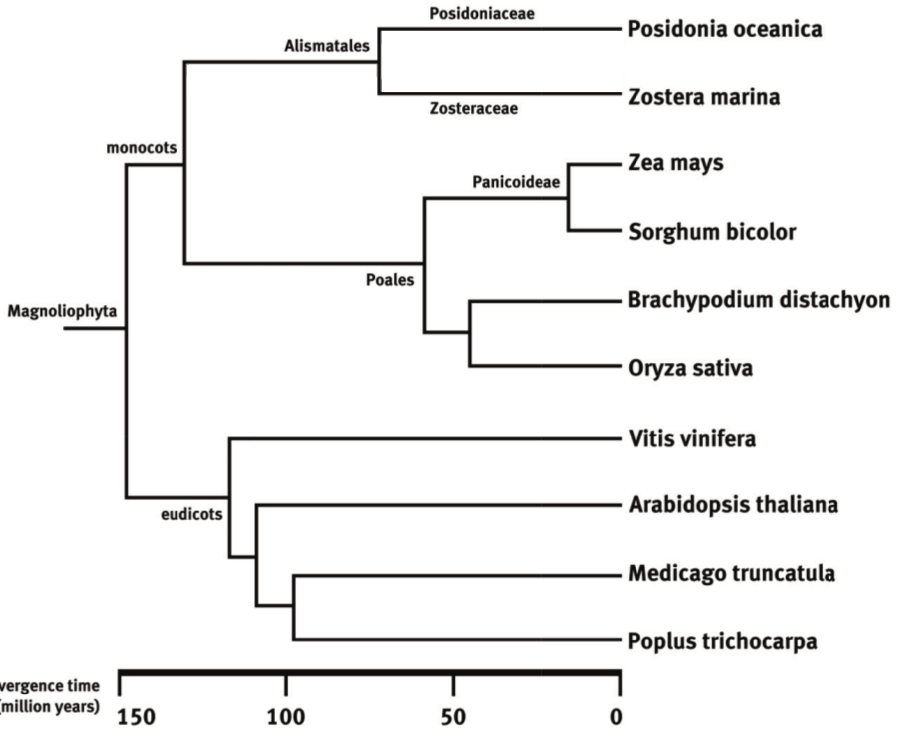 Posidoniaceae
Posidonia oceanica
Alismatales
Zostera marina
Zosteraceae
monocots
Zea mays
Panicoideae
Sorghum bicolor
Poales
Brachypodium distachyon
Magnoliophyta
Oryza sativa
Vitis vinifera
Arabidopsis thaliana
eudicots
Medicago truncatula
Poplus trichocarpa
vergence time
(million years)
150 100 50 0